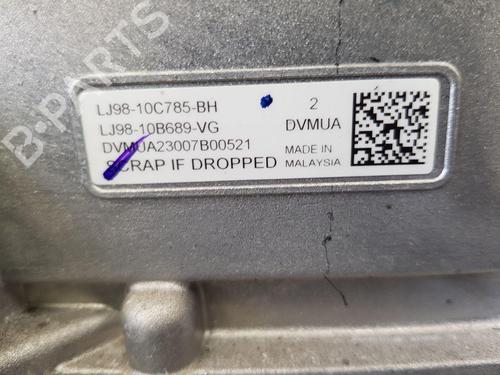 B-PARTS
LJ98-10C785-BH 2
LJ98-10B689-VG DVMUA
DVMUA23007B00521 MADE IN
SCRAP IF DROPPED MALAYSIA